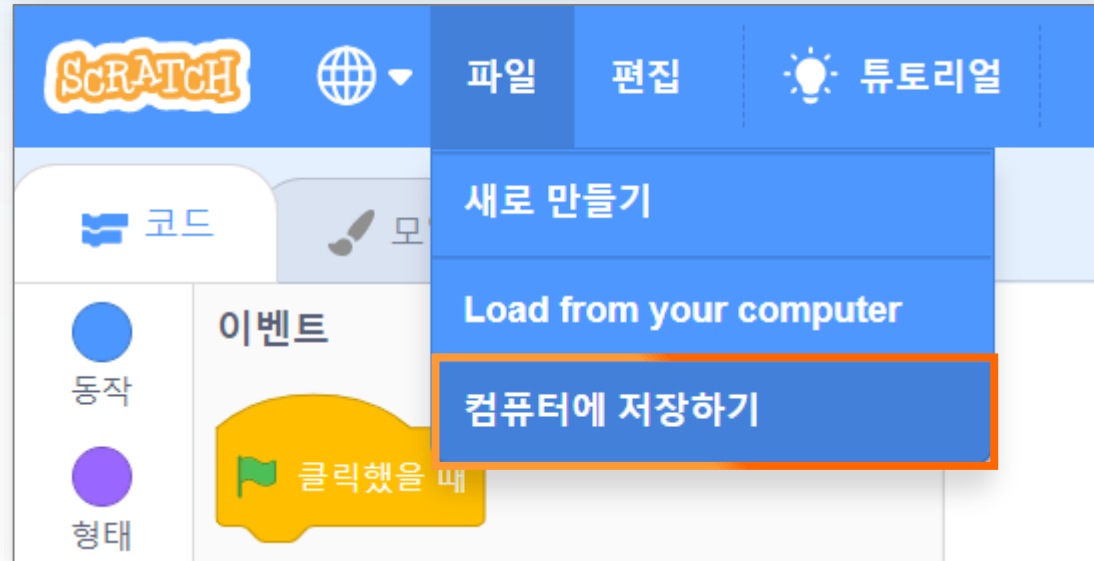 SCRATCH 파일 편집 튜토리얼
코드
새로 만들기
Load from your computer
컴퓨터에 저장하기
이벤트
동작
클릭했을 때
형태